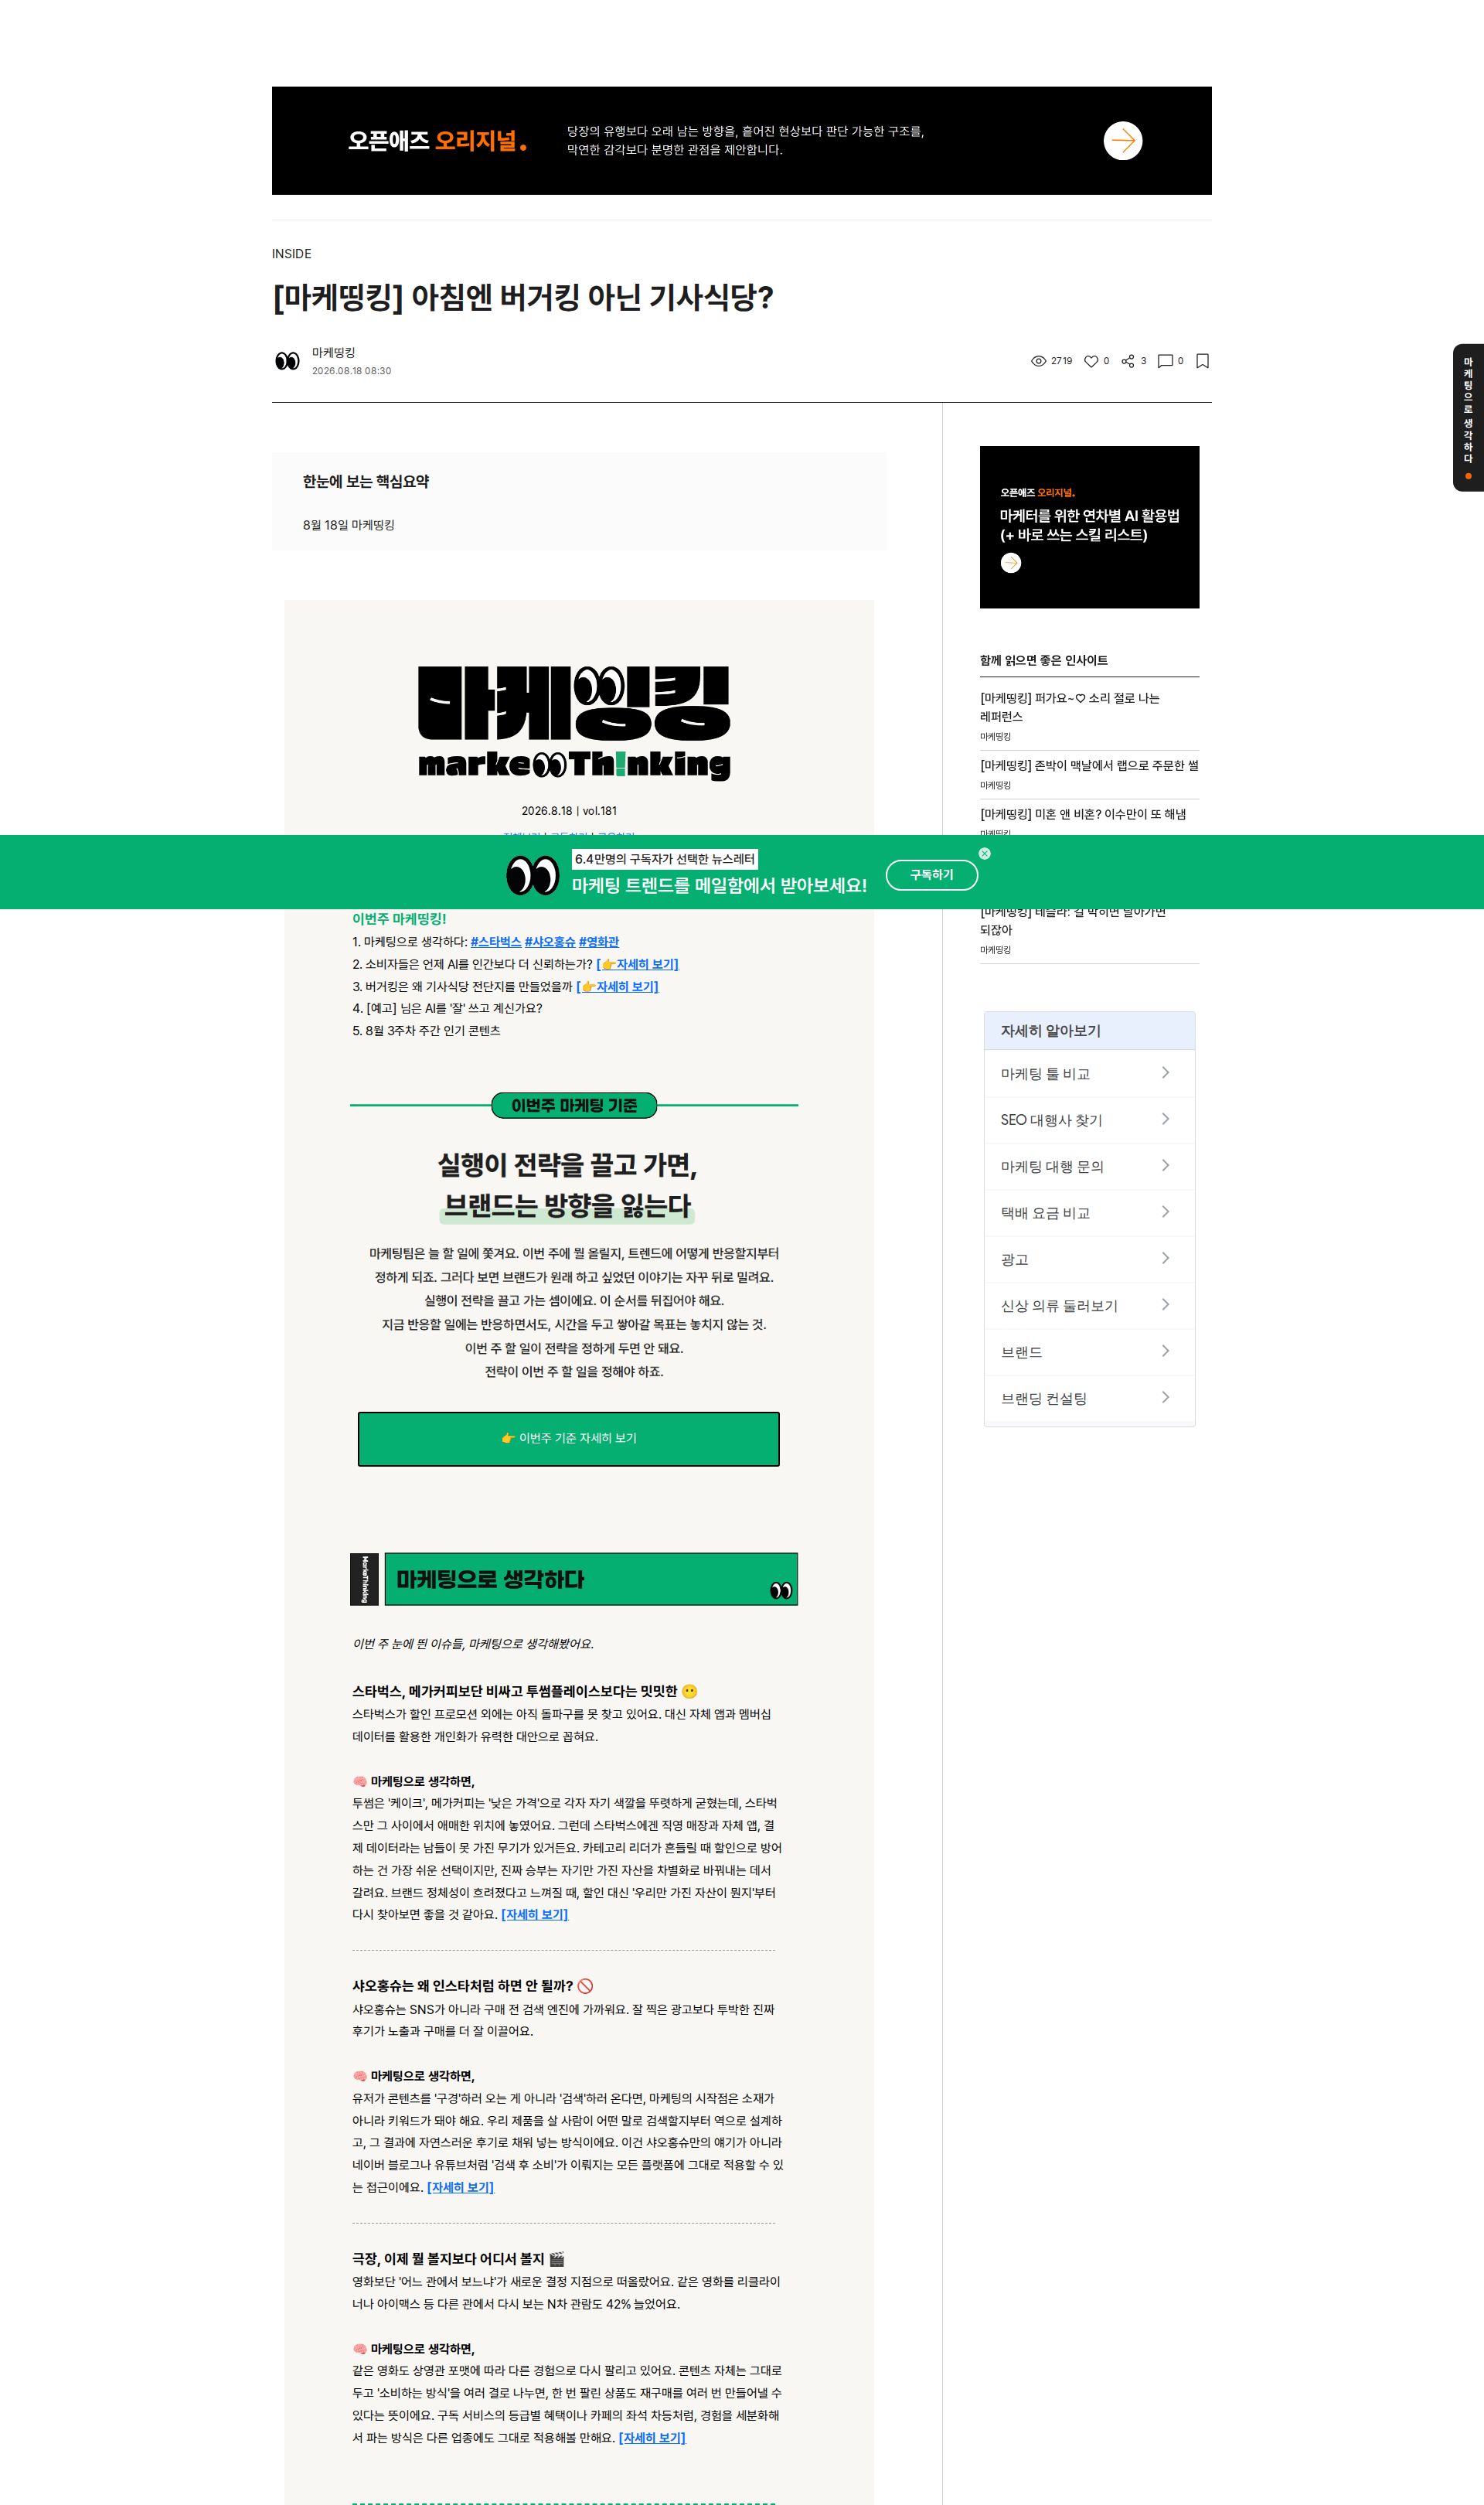 오픈애즈 오리지널.
당장의 유행보다 오래 남는 방향을, 흩어진 현상보다 판단 가능한 구조를,
막연한 감각보다 분명한 관점을 제안합니다.
INSIDE
[마케띵킹] 아침엔 버거킹 아닌 기사식당?
마케띵킹
2026.08.18 08:30
2719 0 3 0
마케팅으로 생각하다
한눈에 보는 핵심요약
8월 18일 마케띵킹
마케띵킹
marke Th!nking
2026.8.18 | vol.181
6.4만명의 구독자가 선택한 뉴스레터
마케팅 트렌드를 메일함에서 받아보세요!
구독하기
이번주 마케띵킹!
1. 마케팅으로 생각하다: #스타벅스 #샤오홍슈 #영화관
2. 소비자들은 언제 AI를 인간보다 더 신뢰하는가? [👉자세히 보기]
3. 버거킹은 왜 기사식당 전단지를 만들었을까 [👉자세히 보기]
4. [예고] 님은 AI를 '잘' 쓰고 계신가요?
5. 8월 3주차 주간 인기 콘텐츠
이번주 마케팅 기준
실행이 전략을 끌고 가면,
브랜드는 방향을 잃는다
마케팅팀은 늘 할 일에 쫓겨요. 이번 주에 뭘 올릴지, 트렌드에 어떻게 반응할지부터
정하게 되죠. 그러다 보면 브랜드가 원래 하고 싶었던 이야기는 자꾸 뒤로 밀려요.
실행이 전략을 끌고 가는 셈이에요. 이 순서를 뒤집어야 해요.
지금 반응할 일에는 반응하면서도, 시간을 두고 쌓아갈 목표는 놓치지 않는 것.
이번 주 할 일이 전략을 정하게 두면 안 돼요.
전략이 이번 주 할 일을 정해야 하죠.
👉 이번주 기준 자세히 보기
MarkeThinking
마케팅으로 생각하다
이번 주 눈에 띈 이슈들, 마케팅으로 생각해봤어요.
스타벅스, 메가커피보단 비싸고 투썸플레이스보다는 밋밋한 😶
스타벅스가 할인 프로모션 외에는 아직 돌파구를 못 찾고 있어요. 대신 자체 앱과 멤버십
데이터를 활용한 개인화가 유력한 대안으로 꼽혀요.
🧠 마케팅으로 생각하면,
투썸은 '케이크', 메가커피는 '낮은 가격'으로 각자 자기 색깔을 뚜렷하게 굳혔는데, 스타벅
스만 그 사이에서 애매한 위치에 놓였어요. 그런데 스타벅스에겐 직영 매장과 자체 앱, 결
제 데이터라는 남들이 못 가진 무기가 있거든요. 카테고리 리더가 흔들릴 때 할인으로 방어
하는 건 가장 쉬운 선택이지만, 진짜 승부는 자기만 가진 자산을 차별화로 바꿔내는 데서
갈려요. 브랜드 정체성이 흐려졌다고 느껴질 때, 할인 대신 '우리만 가진 자산이 뭔지'부터
다시 찾아보면 좋을 것 같아요. [자세히 보기]
샤오홍슈는 왜 인스타처럼 하면 안 될까? 🚫
샤오홍슈는 SNS가 아니라 구매 전 검색 엔진에 가까워요. 잘 찍은 광고보다 투박한 진짜
후기가 노출과 구매를 더 잘 이끌어요.
🧠 마케팅으로 생각하면,
유저가 콘텐츠를 '구경'하러 오는 게 아니라 '검색'하러 온다면, 마케팅의 시작점은 소재가
아니라 키워드가 돼야 해요. 우리 제품을 살 사람이 어떤 말로 검색할지부터 역으로 설계하
고, 그 결과에 자연스러운 후기로 채워 넣는 방식이에요. 이건 샤오홍슈만의 얘기가 아니라
네이버 블로그나 유튜브처럼 '검색 후 소비'가 이뤄지는 모든 플랫폼에 그대로 적용할 수 있
는 접근이에요. [자세히 보기]
극장, 이제 뭘 볼지보다 어디서 볼지 🎬
영화보단 '어느 관에서 보느냐'가 새로운 결정 지점으로 떠올랐어요. 같은 영화를 리클라이
너나 아이맥스 등 다른 관에서 다시 보는 N차 관람도 42% 늘었어요.
🧠 마케팅으로 생각하면,
같은 영화도 상영관 포맷에 따라 다른 경험으로 다시 팔리고 있어요. 콘텐츠 자체는 그대로
두고 '소비하는 방식'을 여러 결로 나누면, 한 번 팔린 상품도 재구매를 여러 번 만들어낼 수
있다는 뜻이에요. 구독 서비스의 등급별 혜택이나 카페의 좌석 차등처럼, 경험을 세분화해
서 파는 방식은 다른 업종에도 그대로 적용해볼 만해요. [자세히 보기]
오픈애즈 오리지널.
마케터를 위한 연차별 AI 활용법
(+ 바로 쓰는 스킬 리스트)
함께 읽으면 좋은 인사이트
[마케띵킹] 퍼가요~♡ 소리 절로 나는
레퍼런스
마케띵킹
[마케띵킹] 존박이 맥날에서 랩으로 주문한 썰
마케띵킹
[마케띵킹] 미혼 앤 비혼? 이수만이 또 해냄
마케띵킹
[마케띵킹] 테슬라: 길 막히면 날아가면
되잖아
마케띵킹
자세히 알아보기
마케팅 툴 비교
SEO 대행사 찾기
마케팅 대행 문의
택배 요금 비교
광고
신상 의류 둘러보기
브랜드
브랜딩 컨설팅